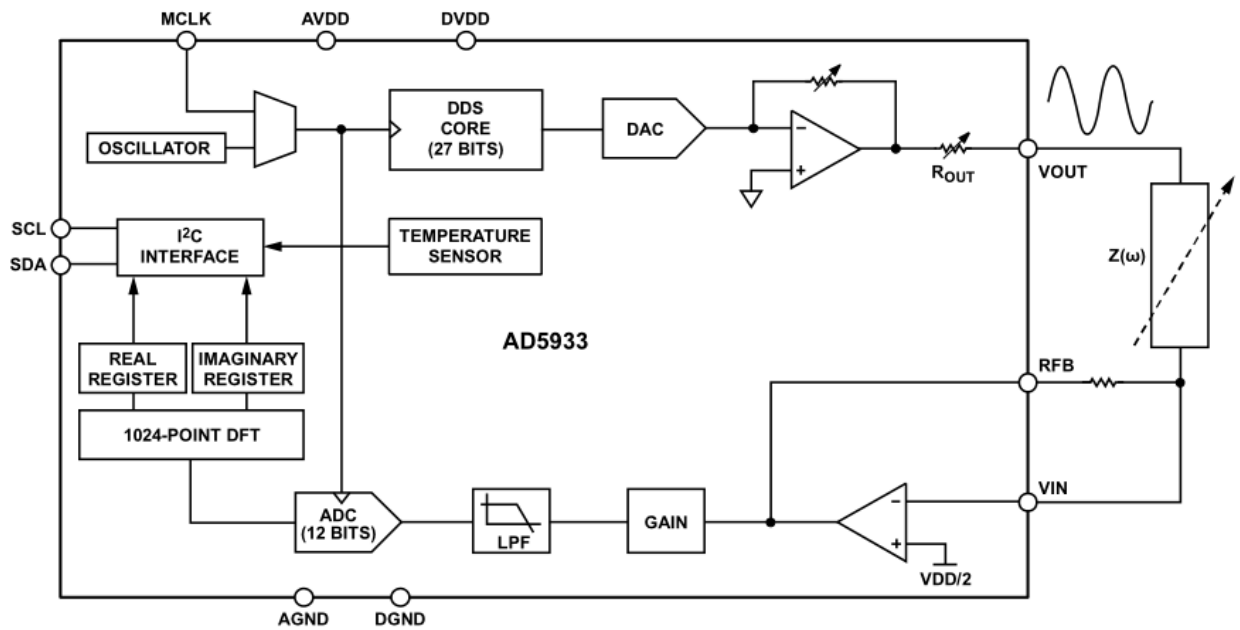 MCLK
AVDD
DVDD
OSCILLATOR
DDS
CORE
(27 BITS)
DAC
−
+
ROUT
VOUT
SCL
SDA
I2C
INTERFACE
TEMPERATURE
SENSOR
Z(ω)
AD5933
REAL
REGISTER
IMAGINARY
REGISTER
RFB
1024-POINT DFT
ADC
(12 BITS)
LPF
GAIN
−
+
VIN
VDD/2
AGND
DGND